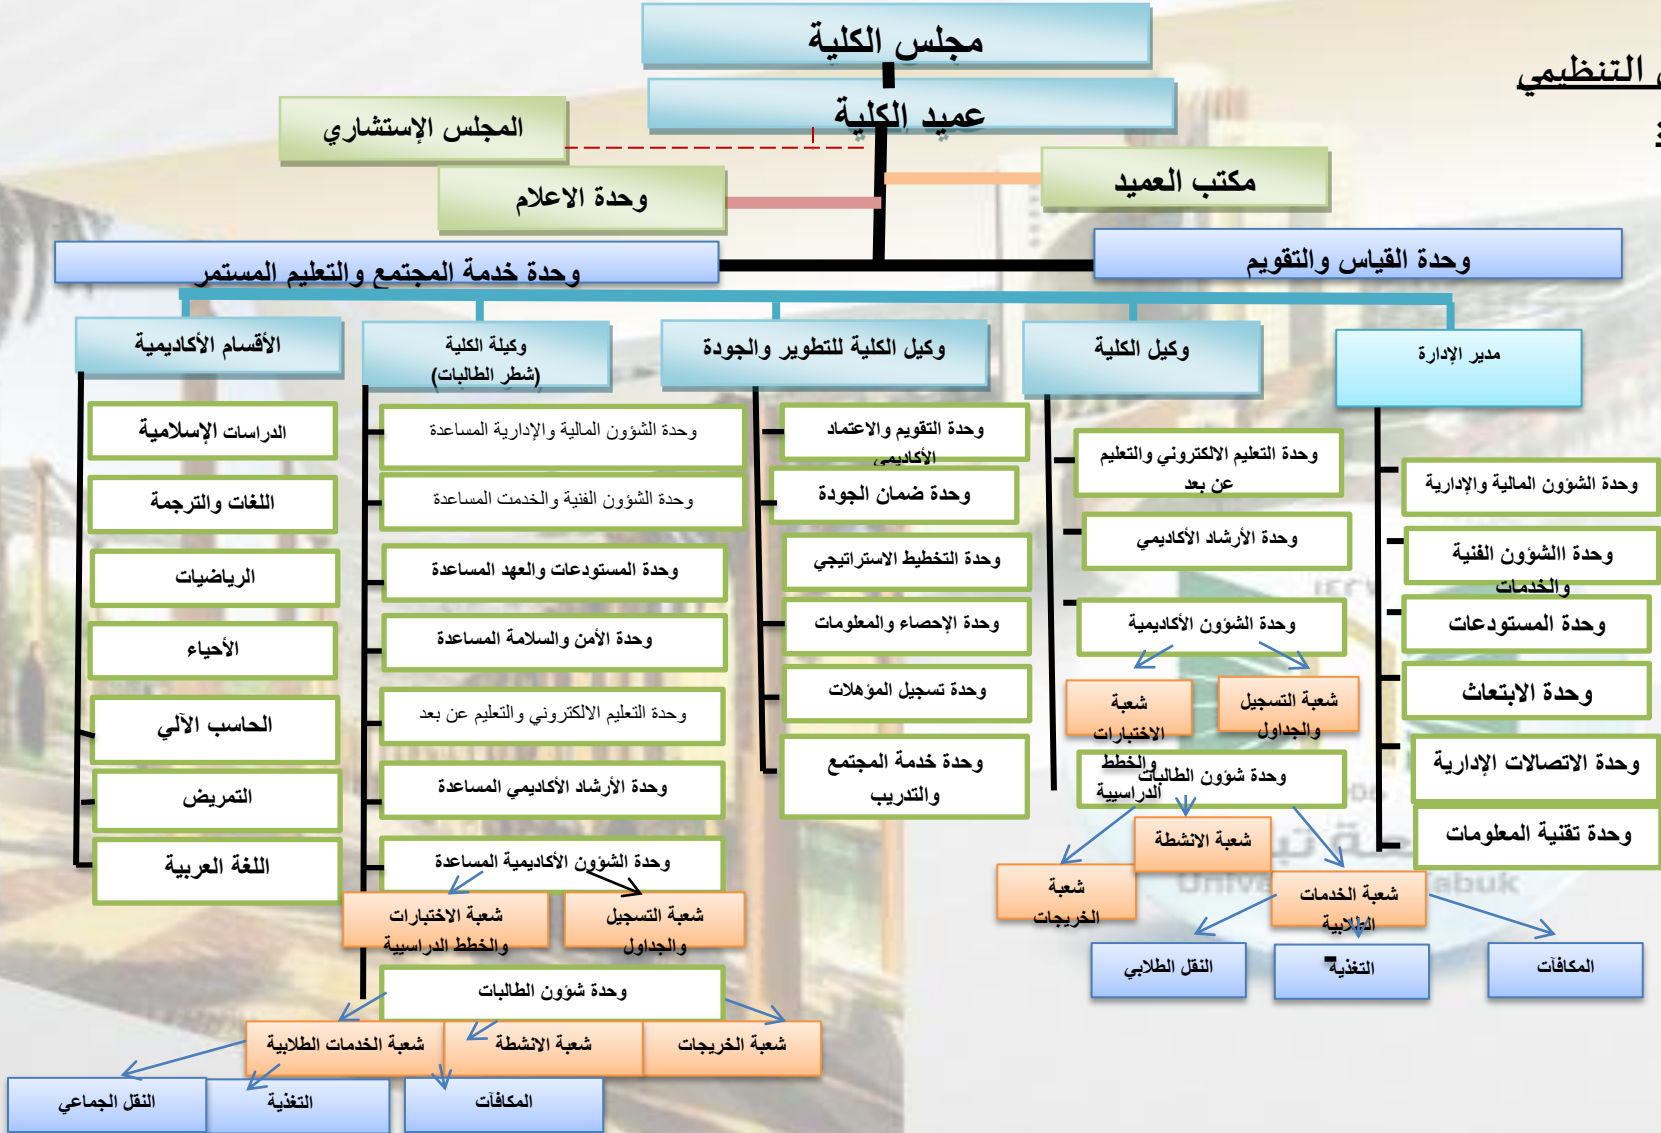 مجلس الكلية
التنظيمي
عميد الكلية
المجلس الإستشاري
مكتب العميد
وحدة الاعلام
وحدة القياس والتقويم
وحدة خدمة المجتمع والتعليم المستمر
مدير الإدارة
وحدة الشؤون المالية والإدارية
وحدة االشؤون الفنية
والخدمات
وحدة المستودعات
وحدة الابتعاث
وحدة الاتصالات الإدارية
وحدة تقنية المعلومات
وكيل الكلية
وحدة التعليم الالكتروني والتعليم
عن بعد
وحدة الأرشاد الأكاديمي
وحدة الشؤون الأكاديمية
شعبة التسجيل
والجداول
شعبة
الاختبارات
والخطط
الدراسيية
وحدة شؤون الطالبات
شعبة الانشطة
شعبة
الخريجات
شعبة الخدمات
الطلابية
المكافآت
التغذية
النقل الطلابي
وكيل الكلية للتطوير والجودة
وحدة التقويم والاعتماد
الأكاديمي
وحدة ضمان الجودة
وحدة التخطيط الاستراتيجي
وحدة الإحصاء والمعلومات
وحدة تسجيل المؤهلات
وحدة خدمة المجتمع
والتدريب
وكيلة الكلية
(شطر الطالبات)
وحدة الشؤون المالية والإدارية المساعدة
وحدة الشؤون الفنية والخدمت المساعدة
وحدة المستودعات والعهد المساعدة
وحدة الأمن والسلامة المساعدة
وحدة التعليم الالكتروني والتعليم عن بعد
وحدة الأرشاد الأكاديمي المساعدة
وحدة الشؤون الأكاديمية المساعدة
شعبة التسجيل
والجداول
شعبة الاختبارات
والخطط الدراسيية
وحدة شوون الطالبات
شعبة الخريجات
شعبة الانشطة
شعبة الخدمات الطلابية
المكافآت
التغذية
النقل الجماعي
الأقسام الأكاديمية
الدراسات الإسلامية
اللغات والترجمة
الرياضيات
الأحياء
الحاسب الآلي
التمريض
اللغة العربية